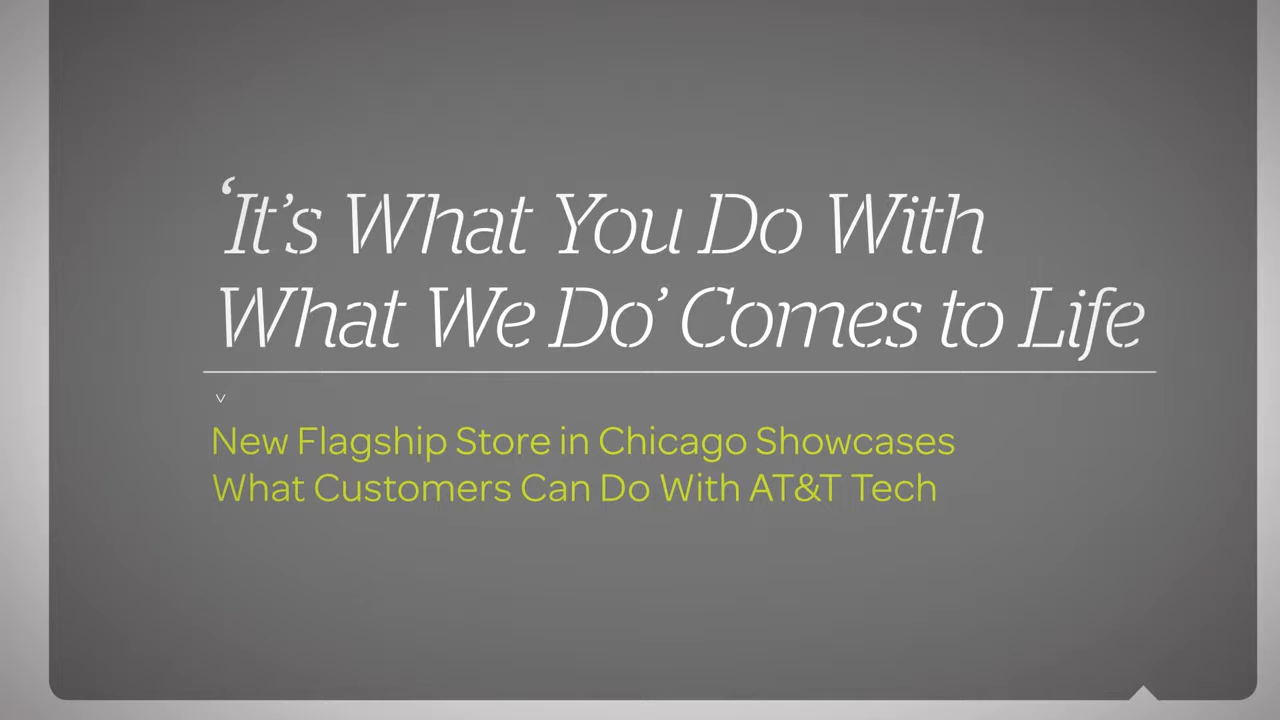 ‘It’s What You Do With
What We Do’ Comes to Life
New Flagship Store in Chicago Showcases
What Customers Can Do With AT&T Tech